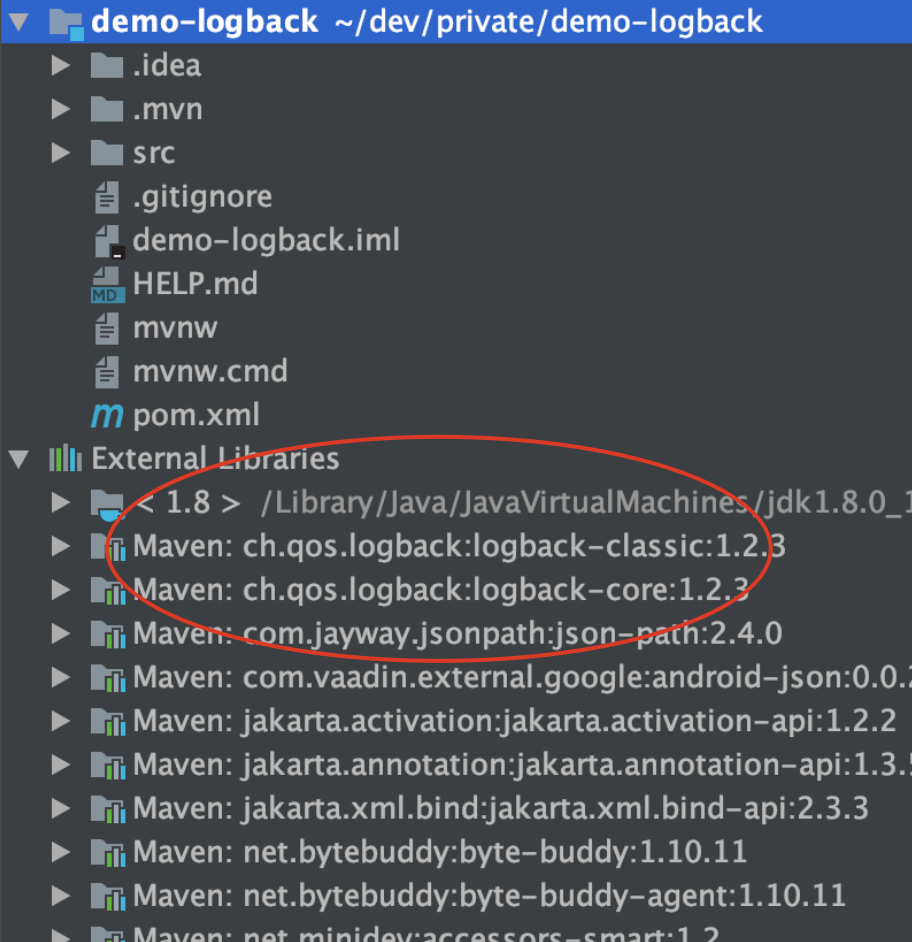 demo-logback ~/dev/private/demo-logback
.idea
.mvn
src
.gitignore
demo-logback.iml
MD HELP.md
mvnw
mvnw.cmd
m pom.xml
External Libraries
< 1.8 > /Library/Java/JavaVirtualMachines/jdk1.8.0_1
Maven: ch.qos.logback:logback-classic:1.2.3
Maven: ch.qos.logback:logback-core:1.2.3
Maven: com.jayway.jsonpath:json-path:2.4.0
Maven: com.vaadin.external.google:android-json:0.0.2
Maven: jakarta.activation:jakarta.activation-api:1.2.2
Maven: jakarta.annotation:jakarta.annotation-api:1.3.5
Maven: jakarta.xml.bind:jakarta.xml.bind-api:2.3.3
Maven: net.bytebuddy:byte-buddy:1.10.11
Maven: net.bytebuddy:byte-buddy-agent:1.10.11
Maven: net.minidev:accessors-smart:1.2